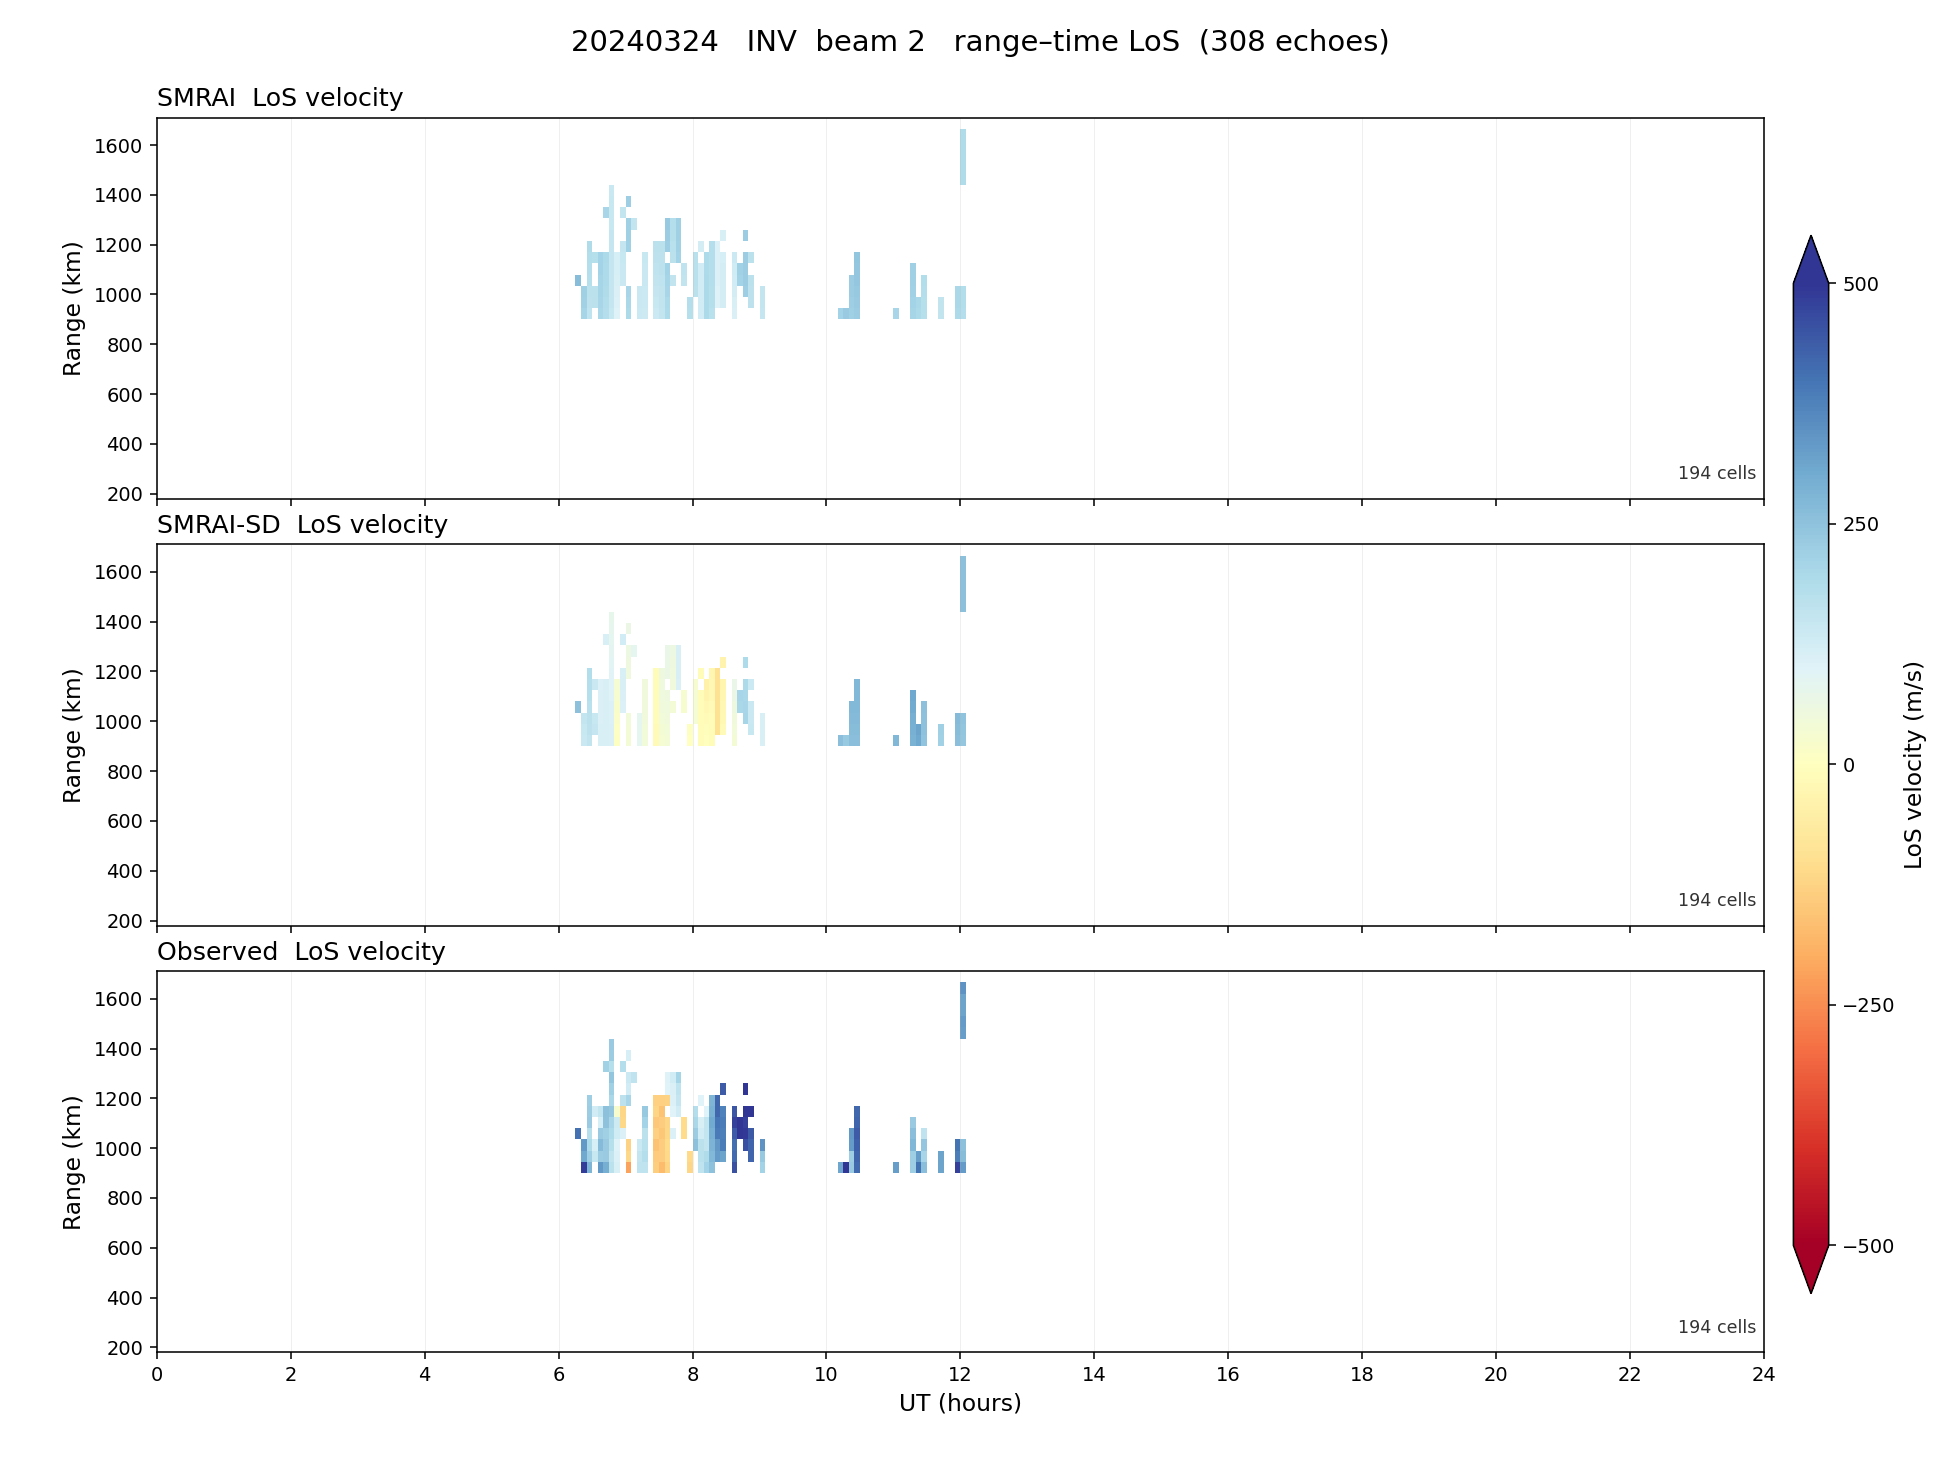 20240324 INV beam 2 range–time LoS (308 echoes)
SMRAI LoS velocity
Range (km)
1600
1400
1200
1000
800
600
400
200
194 cells
SMRAI-SD LoS velocity
Range (km)
1600
1400
1200
1000
800
600
400
200
194 cells
Observed LoS velocity
Range (km)
1600
1400
1200
1000
800
600
400
200
194 cells
0 2 4 6 8 10 12 14 16 18 20 22 24
UT (hours)
500
250
0
−250
−500
LoS velocity (m/s)